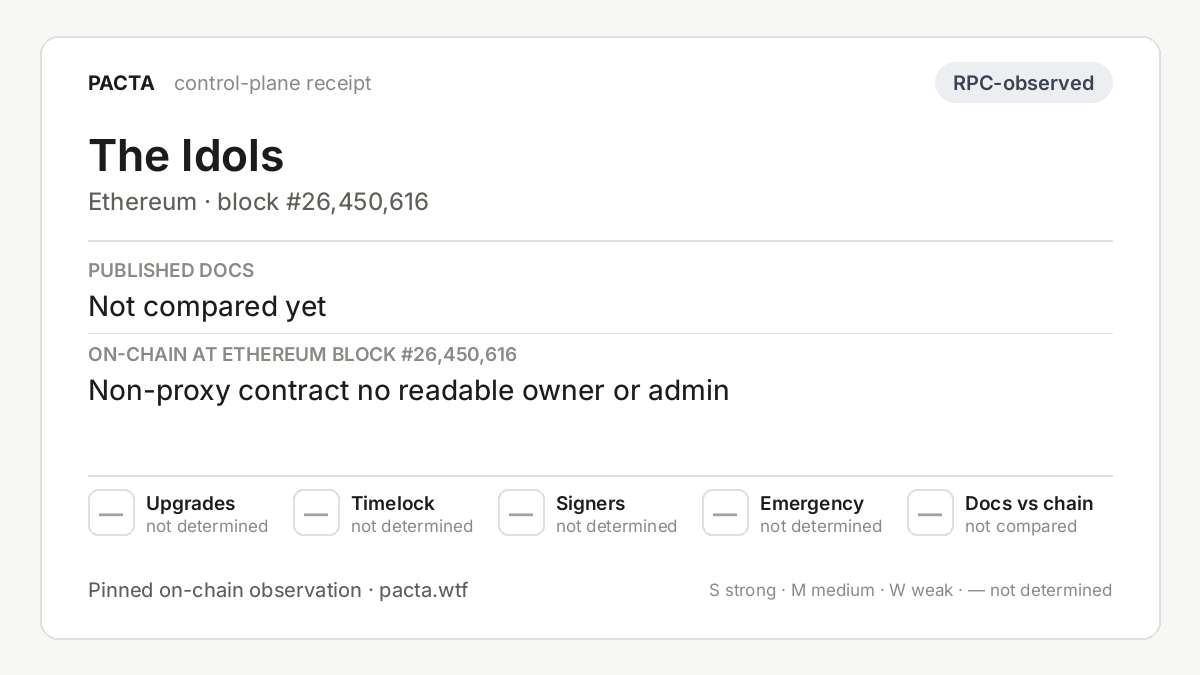 PACTA control-plane receipt
RPC-observed
The Idols
Ethereum · block #26,450,616
PUBLISHED DOCS
Not compared yet
ON-CHAIN AT ETHEREUM BLOCK #26,450,616
Non-proxy contract no readable owner or admin
— Upgrades
not determined
— Timelock
not determined
— Signers
not determined
— Emergency
not determined
— Docs vs chain
not compared
Pinned on-chain observation · pacta.wtf
S strong · M medium · W weak · — not determined